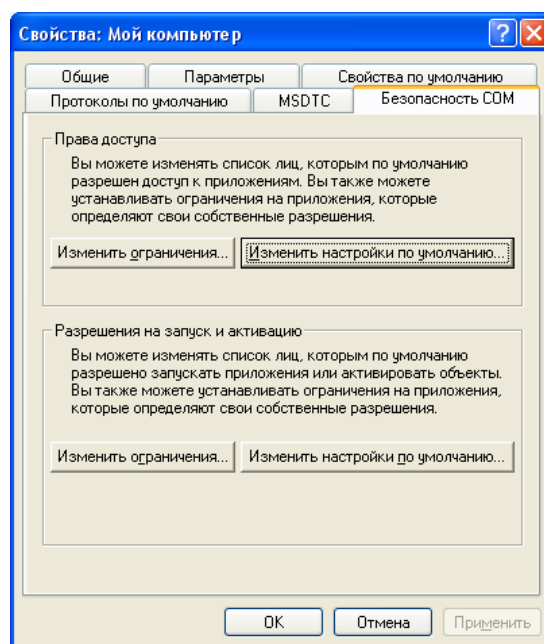 Свойства: Мой компьютер
Общие Параметры Свойства по умолчанию
Протоколы по умолчанию MSDTC Безопасность COM
Права доступа
Вы можете изменять список лиц, которым по умолчанию
разрешен доступ к приложениям. Вы также можете
устанавливать ограничения на приложения, которые
определяют свои собственные разрешения.
Изменить ограничения... Изменить настройки по умолчанию...
Разрешения на запуск и активацию
Вы можете изменять список лиц, которым по умолчанию
разрешено запускать приложения или активировать объекты.
Вы также можете устанавливать ограничения на приложения,
которые определяют свои собственные разрешения.
Изменить ограничения... Изменить настройки по умолчанию...
OK Отмена Применить